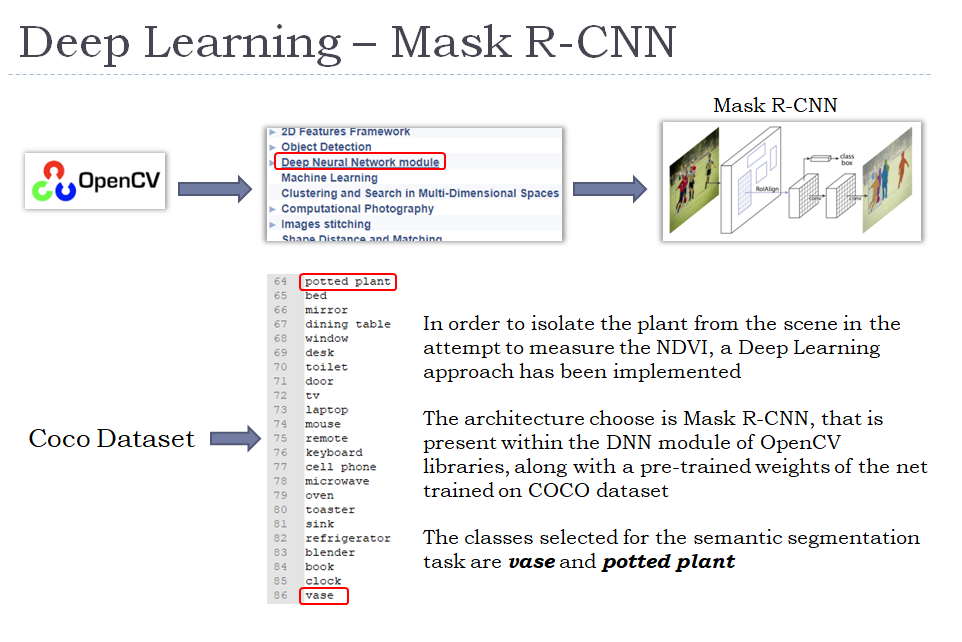 Deep Learning – Mask R-CNN
Mask R-CNN
OpenCV
2D Features Framework
Object Detection
Deep Neural Network module
Machine Learning
Clustering and Search in Multi-Dimensional Spaces
Computational Photography
Images stitching
Shape Distance and Matching
class
box
RoIAlign
conv
conv
Coco Dataset
64 potted plant
65 bed
66 mirror
67 dining table
68 window
69 desk
70 toilet
71 door
72 tv
73 laptop
74 mouse
75 remote
76 keyboard
77 cell phone
78 microwave
79 oven
80 toaster
81 sink
82 refrigerator
83 blender
84 book
85 clock
86 vase
In order to isolate the plant from the scene in the
attempt to measure the NDVI, a Deep Learning
approach has been implemented
The architecture choose is Mask R-CNN, that is
present within the DNN module of OpenCV
libraries, along with a pre-trained weights of the net
trained on COCO dataset
The classes selected for the semantic segmentation
task are vase and potted plant